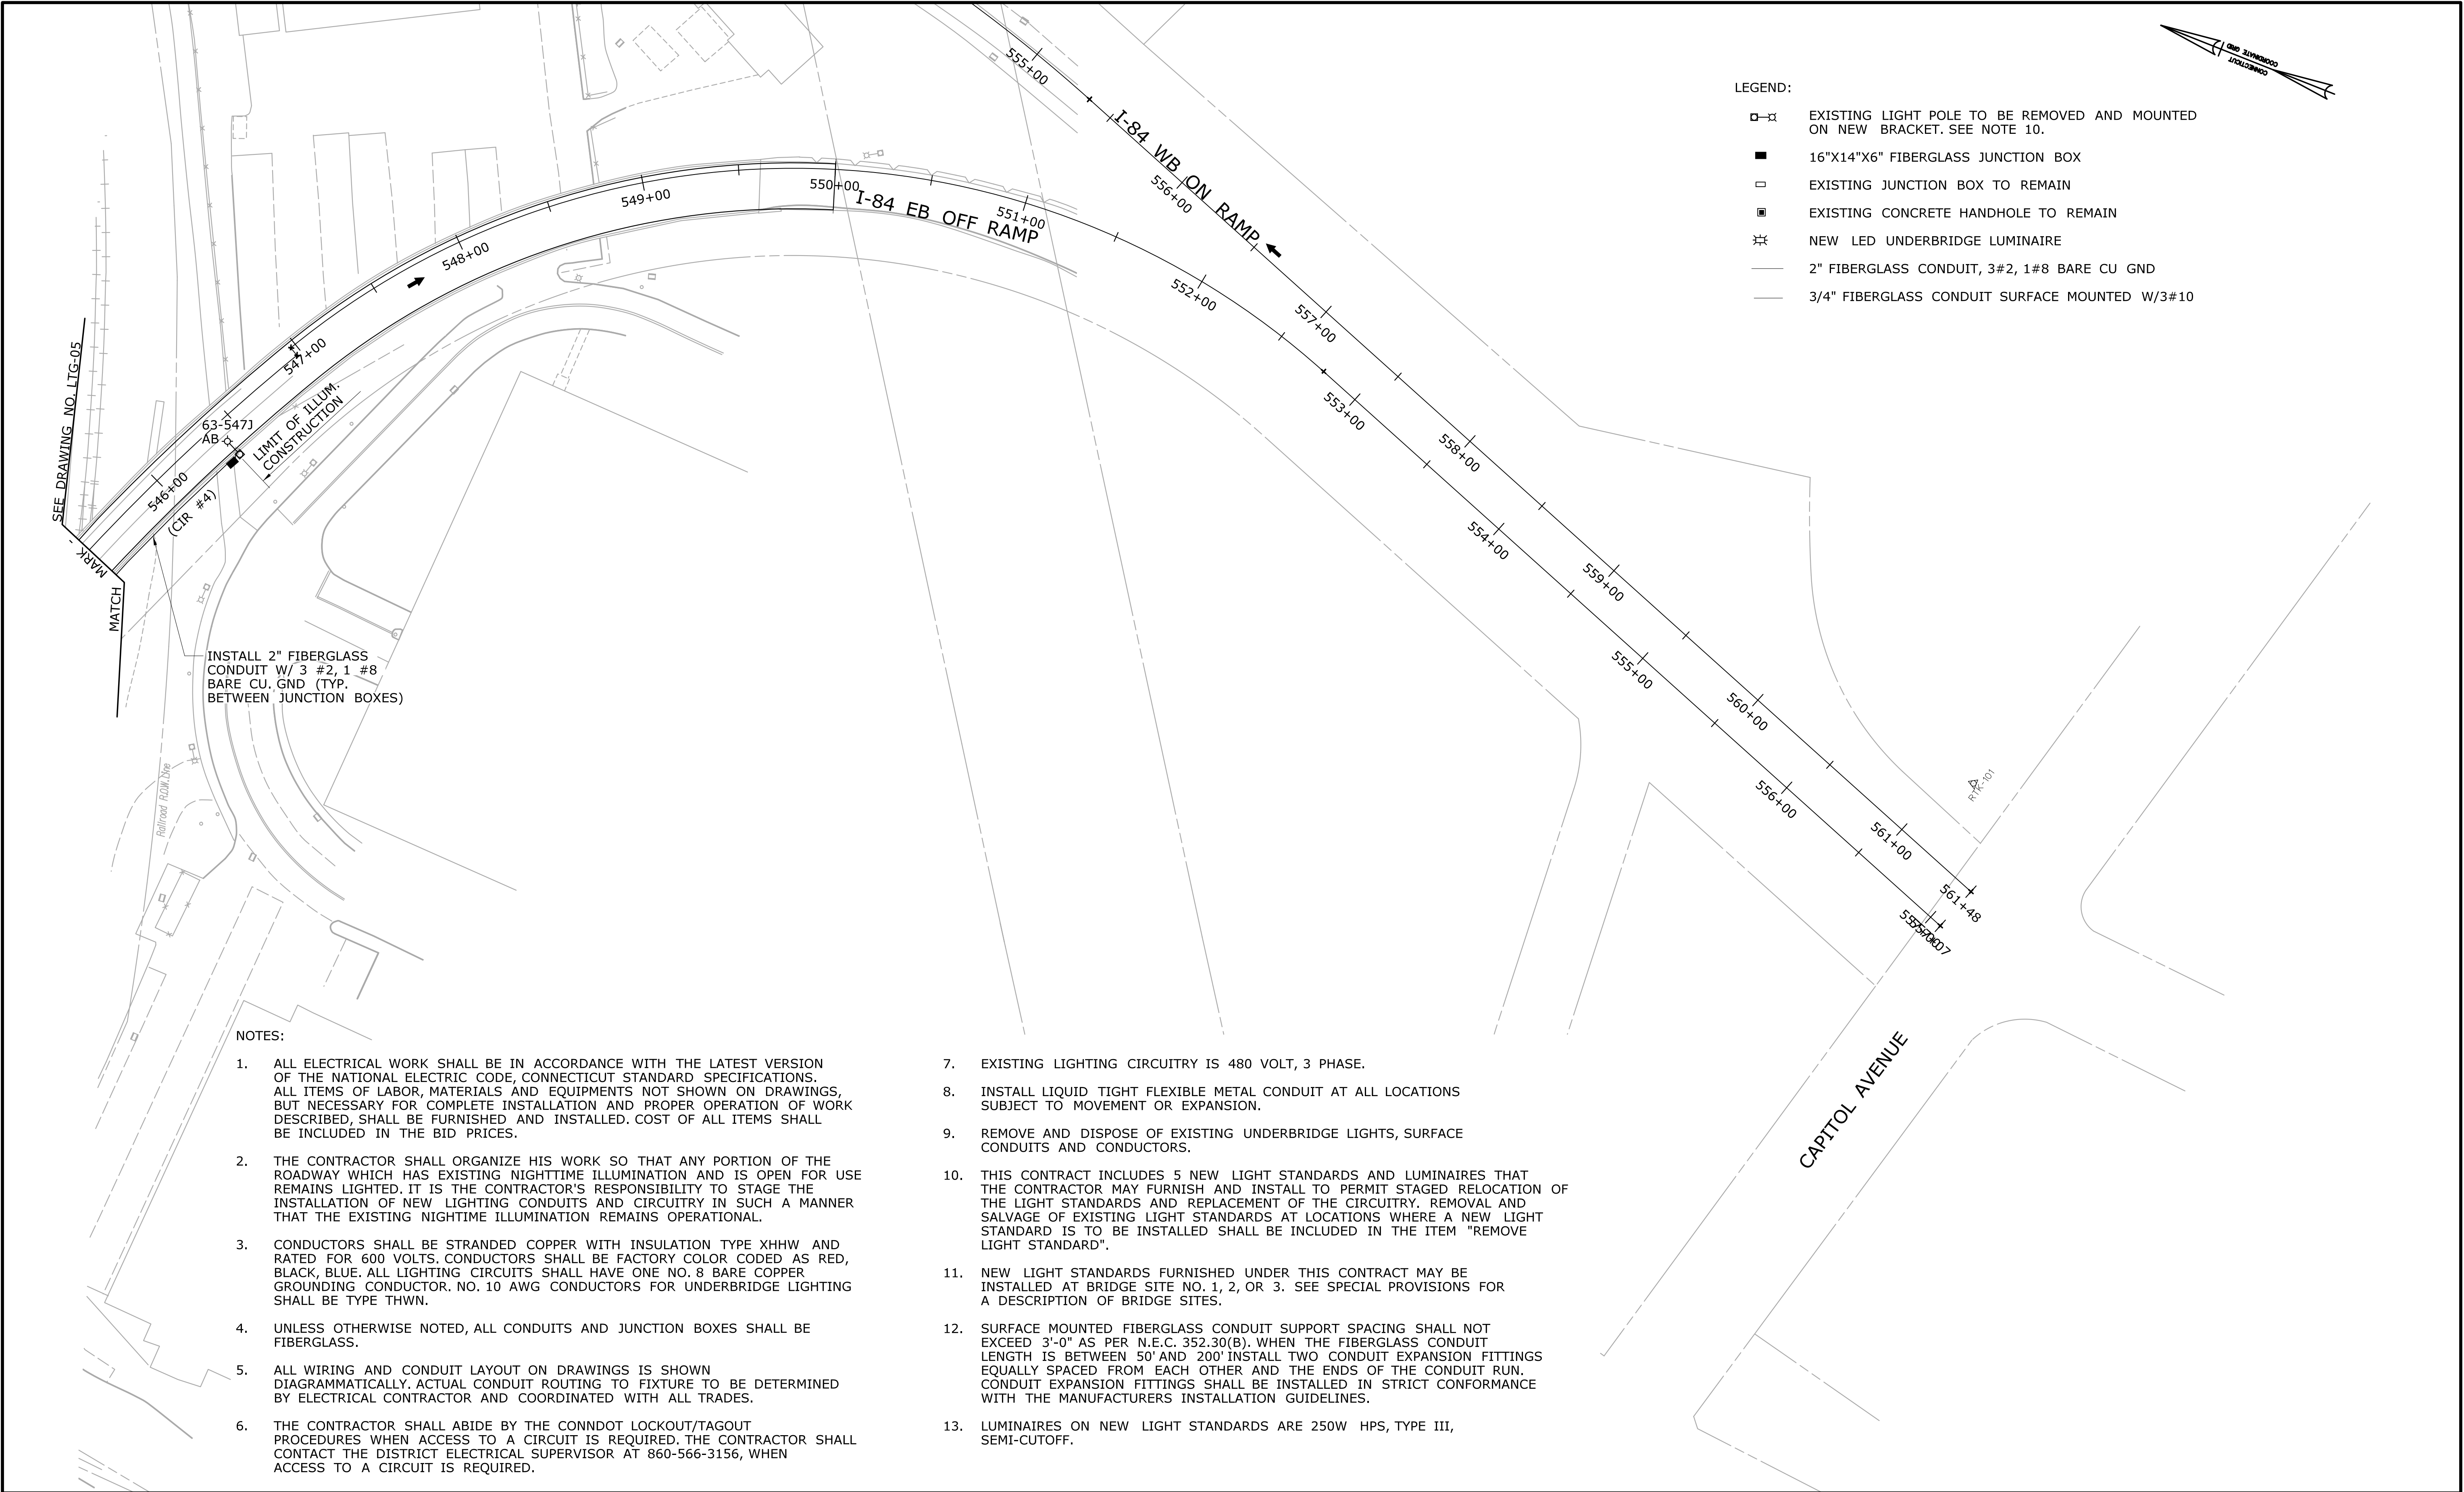 CONNECTICUT
COORDINATE GRID
LEGEND:
EXISTING LIGHT POLE TO BE REMOVED AND MOUNTED
ON NEW BRACKET. SEE NOTE 10.
16"X14"X6" FIBERGLASS JUNCTION BOX
EXISTING JUNCTION BOX TO REMAIN
EXISTING CONCRETE HANDHOLE TO REMAIN
NEW LED UNDERBRIDGE LUMINAIRE
2" FIBERGLASS CONDUIT, 3#2, 1#8 BARE CU GND
3/4" FIBERGLASS CONDUIT SURFACE MOUNTED W/3#10
555+00
I-84 WB ON RAMP
556+00
557+00
558+00
559+00
560+00
561+00
561+48
I-84 EB OFF RAMP
546+00
547+00
548+00
549+00
550+00
551+00
552+00
553+00
554+00
555+00
556+00
557+00
557+07
SEE DRAWING NO. LTG-05
MATCH
MARK -
63-547J
AB
LIMIT OF ILLUM.
CONSTRUCTION
(CIR #4)
INSTALL 2" FIBERGLASS
CONDUIT W/ 3 #2, 1 #8
BARE CU. GND (TYP.
BETWEEN JUNCTION BOXES)
Railroad R.O.W. Line
RTK-101
CAPITOL AVENUE
NOTES:
1. ALL ELECTRICAL WORK SHALL BE IN ACCORDANCE WITH THE LATEST VERSION
OF THE NATIONAL ELECTRIC CODE, CONNECTICUT STANDARD SPECIFICATIONS.
ALL ITEMS OF LABOR, MATERIALS AND EQUIPMENTS NOT SHOWN ON DRAWINGS,
BUT NECESSARY FOR COMPLETE INSTALLATION AND PROPER OPERATION OF WORK
DESCRIBED, SHALL BE FURNISHED AND INSTALLED. COST OF ALL ITEMS SHALL
BE INCLUDED IN THE BID PRICES.
2. THE CONTRACTOR SHALL ORGANIZE HIS WORK SO THAT ANY PORTION OF THE
ROADWAY WHICH HAS EXISTING NIGHTTIME ILLUMINATION AND IS OPEN FOR USE
REMAINS LIGHTED. IT IS THE CONTRACTOR'S RESPONSIBILITY TO STAGE THE
INSTALLATION OF NEW LIGHTING CONDUITS AND CIRCUITRY IN SUCH A MANNER
THAT THE EXISTING NIGHTIME ILLUMINATION REMAINS OPERATIONAL.
3. CONDUCTORS SHALL BE STRANDED COPPER WITH INSULATION TYPE XHHW AND
RATED FOR 600 VOLTS. CONDUCTORS SHALL BE FACTORY COLOR CODED AS RED,
BLACK, BLUE. ALL LIGHTING CIRCUITS SHALL HAVE ONE NO. 8 BARE COPPER
GROUNDING CONDUCTOR. NO. 10 AWG CONDUCTORS FOR UNDERBRIDGE LIGHTING
SHALL BE TYPE THWN.
4. UNLESS OTHERWISE NOTED, ALL CONDUITS AND JUNCTION BOXES SHALL BE
FIBERGLASS.
5. ALL WIRING AND CONDUIT LAYOUT ON DRAWINGS IS SHOWN
DIAGRAMMATICALLY. ACTUAL CONDUIT ROUTING TO FIXTURE TO BE DETERMINED
BY ELECTRICAL CONTRACTOR AND COORDINATED WITH ALL TRADES.
6. THE CONTRACTOR SHALL ABIDE BY THE CONNDOT LOCKOUT/TAGOUT
PROCEDURES WHEN ACCESS TO A CIRCUIT IS REQUIRED. THE CONTRACTOR SHALL
CONTACT THE DISTRICT ELECTRICAL SUPERVISOR AT 860-566-3156, WHEN
ACCESS TO A CIRCUIT IS REQUIRED.
7. EXISTING LIGHTING CIRCUITRY IS 480 VOLT, 3 PHASE.
8. INSTALL LIQUID TIGHT FLEXIBLE METAL CONDUIT AT ALL LOCATIONS
SUBJECT TO MOVEMENT OR EXPANSION.
9. REMOVE AND DISPOSE OF EXISTING UNDERBRIDGE LIGHTS, SURFACE
CONDUITS AND CONDUCTORS.
10. THIS CONTRACT INCLUDES 5 NEW LIGHT STANDARDS AND LUMINAIRES THAT
THE CONTRACTOR MAY FURNISH AND INSTALL TO PERMIT STAGED RELOCATION OF
THE LIGHT STANDARDS AND REPLACEMENT OF THE CIRCUITRY. REMOVAL AND
SALVAGE OF EXISTING LIGHT STANDARDS AT LOCATIONS WHERE A NEW LIGHT
STANDARD IS TO BE INSTALLED SHALL BE INCLUDED IN THE ITEM "REMOVE
LIGHT STANDARD".
11. NEW LIGHT STANDARDS FURNISHED UNDER THIS CONTRACT MAY BE
INSTALLED AT BRIDGE SITE NO. 1, 2, OR 3. SEE SPECIAL PROVISIONS FOR
A DESCRIPTION OF BRIDGE SITES.
12. SURFACE MOUNTED FIBERGLASS CONDUIT SUPPORT SPACING SHALL NOT
EXCEED 3'-0" AS PER N.E.C. 352.30(B). WHEN THE FIBERGLASS CONDUIT
LENGTH IS BETWEEN 50' AND 200' INSTALL TWO CONDUIT EXPANSION FITTINGS
EQUALLY SPACED FROM EACH OTHER AND THE ENDS OF THE CONDUIT RUN.
CONDUIT EXPANSION FITTINGS SHALL BE INSTALLED IN STRICT CONFORMANCE
WITH THE MANUFACTURERS INSTALLATION GUIDELINES.
13. LUMINAIRES ON NEW LIGHT STANDARDS ARE 250W HPS, TYPE III,
SEMI-CUTOFF.